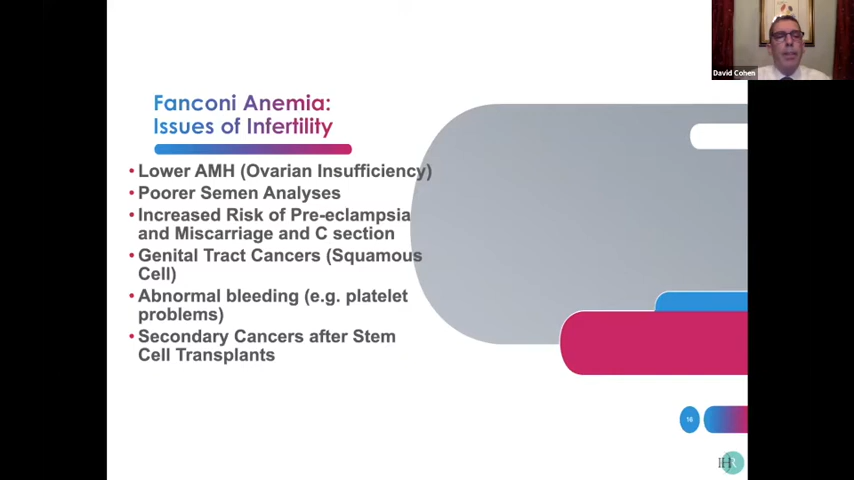 David Cohen
Fanconi Anemia:
Issues of Infertility
• Lower AMH (Ovarian Insufficiency)
• Poorer Semen Analyses
• Increased Risk of Pre-eclampsia
and Miscarriage and C section
• Genital Tract Cancers (Squamous
Cell)
• Abnormal bleeding (e.g. platelet
problems)
• Secondary Cancers after Stem
Cell Transplants
16
IHR